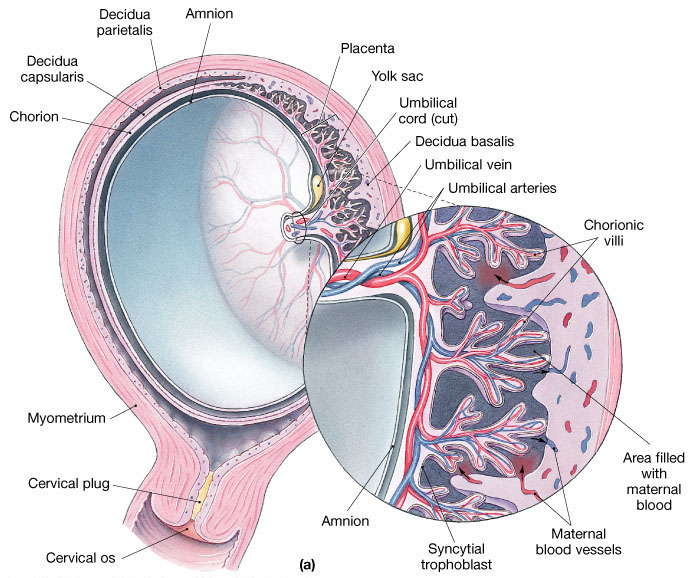 Decidua
parietalis
Amnion
Decidua
capsularis
Chorion
Placenta
Yolk sac
Umbilical
cord (cut)
Decidua basalis
Umbilical vein
Umbilical arteries
Chorionic
villi
Myometrium
Cervical plug
Cervical os
(a)
Amnion
Syncytial
trophoblast
Maternal
blood vessels
Area filled
with
maternal
blood